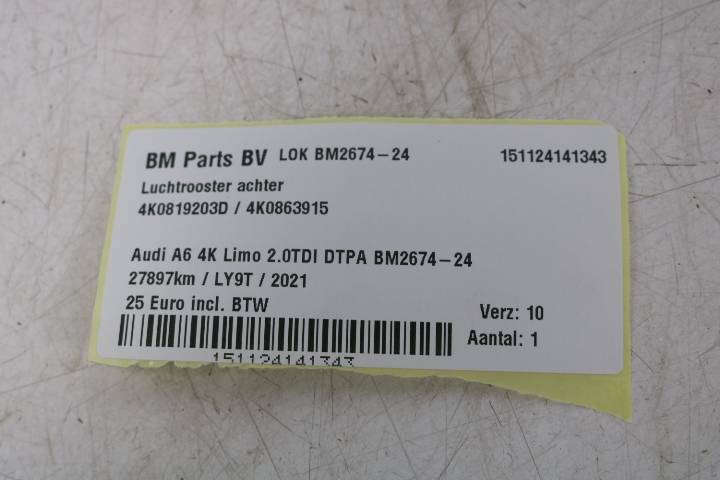 BM Parts BV LOK BM2674-24 151124141343
Luchtrooster achter
4K0819203D / 4K0863915
Audi A6 4K Limo 2.0TDI DTPA BM2674-24
27897km / LY9T / 2021
25 Euro incl. BTW
Verz: 10
Aantal: 1
151124141343